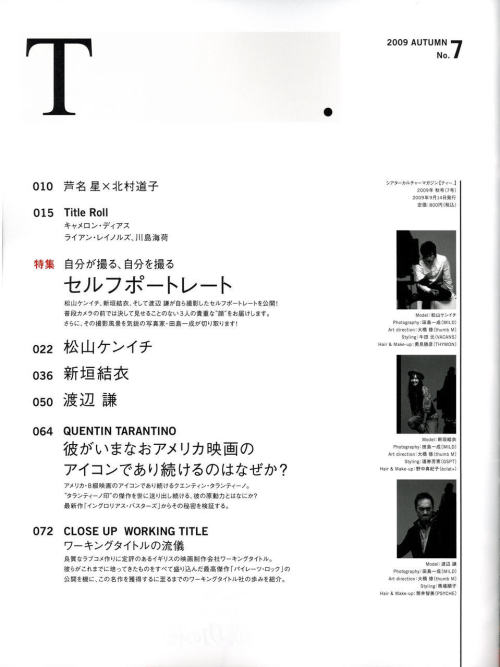 T.
2009 AUTUMN
No.7
シアターカルチャーマガジン[ティー.]
2009年 秋号(7号)
2009年9月14日発行
定価:800円(税込)
010 芦名 星×北村道子
015 Title Roll
キャメロン・ディアス
ライアン・レイノルズ、川島海荷
特集 自分が撮る、自分を撮る
セルフポートレート
松山ケンイチ、新垣結衣、そして渡辺 謙が自ら撮影したセルフポートレートを公開!
普段カメラの前では決して見せることのない3人の貴重な“顔”をお届けします。
さらに、その撮影風景を気鋭の写真家・田島一成が切り取ります!
022 松山ケンイチ
036 新垣結衣
050 渡辺 謙
064 QUENTIN TARANTINO
彼がいまなおアメリカ映画の
アイコンであり続けるのはなぜか?
アメリカ・B級映画のアイコンであり続けるクエンティン・タランティーノ。
“タランティーノ印”の傑作を世に送り出し続ける、彼の原動力とはなにか?
最新作「イングロリアス・バスターズ」からその秘密を検証する。
072 CLOSE UP WORKING TITLE
ワーキングタイトルの流儀
良質なラブコメ作りに定評のあるイギリスの映画制作会社ワーキングタイトル。
彼らがこれまでに培ってきたものをすべて盛り込んだ最高傑作「パイレーツ・ロック」の
公開を機に、この名作を獲得するに至るまでのワーキングタイトル社の歩みを紹介。
Model:松山ケンイチ
Photography:田島一成(MILD)
Art direction:大橋 修(thumb M)
Styling:牛田 (VACANS)
Hair & Make-up:勇見勝彦(THYMON)
Model:新垣結衣
Photography:田島一成(MILD)
Art direction:大橋 修(thumb M)
Styling:道券芳恵(GSPT)
Hair & Make-up:野中真紀子(eclat+)
Model:渡辺 謙
Photography:田島一成(MILD)
Art direction:大橋 修(thumb M)
Styling:馬場順子
Hair & Make-up:筒井智美(PSYCHE)